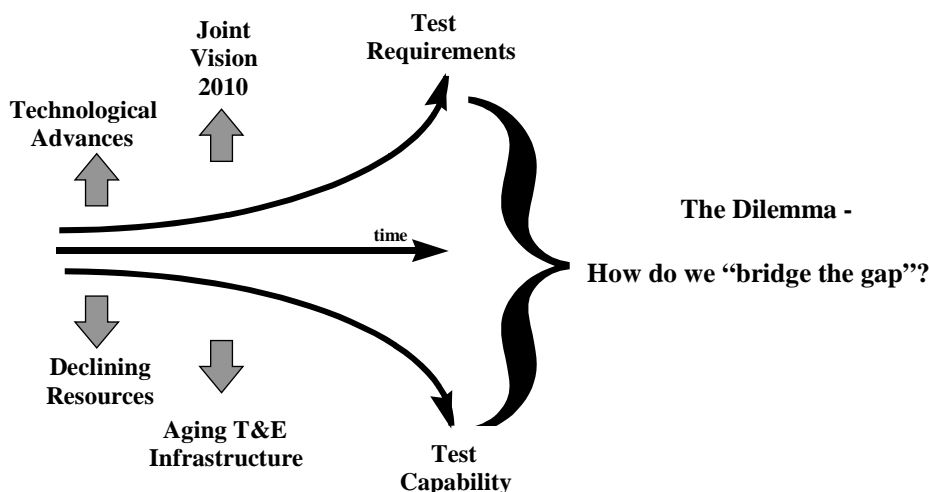 Test
Requirements
Joint
Vision
2010
Technological
Advances
time
The Dilemma -
How do we “bridge the gap”?
Declining
Resources
Aging T&E
Infrastructure
Test
Capability